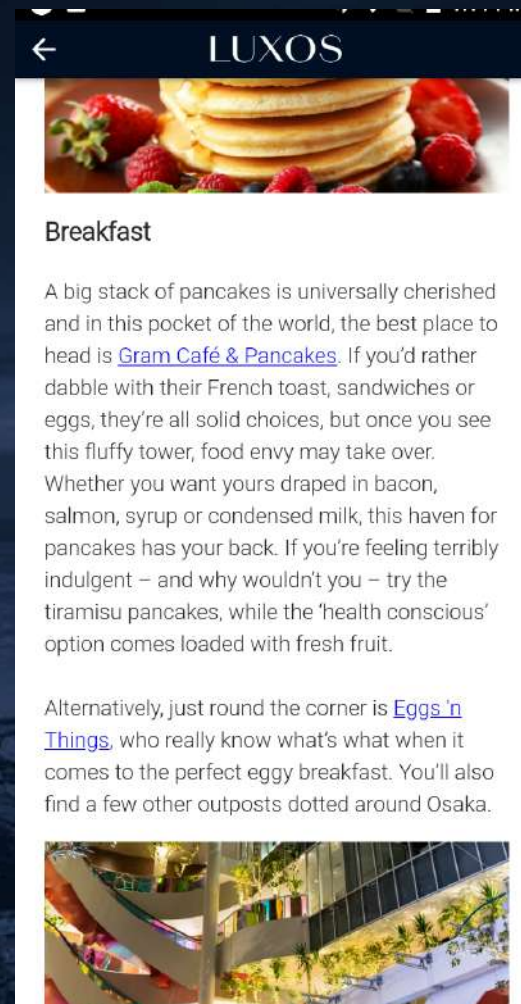 LUXOS
Breakfast
A big stack of pancakes is universally cherished
and in this pocket of the world, the best place to
head is Gram Café & Pancakes. If you'd rather
dabble with their French toast, sandwiches or
eggs, they're all solid choices, but once you see
this fluffy tower, food envy may take over.
Whether you want yours draped in bacon,
salmon, syrup or condensed milk, this haven for
pancakes has your back. If you're feeling terribly
indulgent – and why wouldn't you – try the
tiramisu pancakes, while the ‘health conscious’
option comes loaded with fresh fruit.
Alternatively, just round the corner is Eggs 'n
Things, who really know what's what when it
comes to the perfect eggy breakfast. You'll also
find a few other outposts dotted around Osaka.